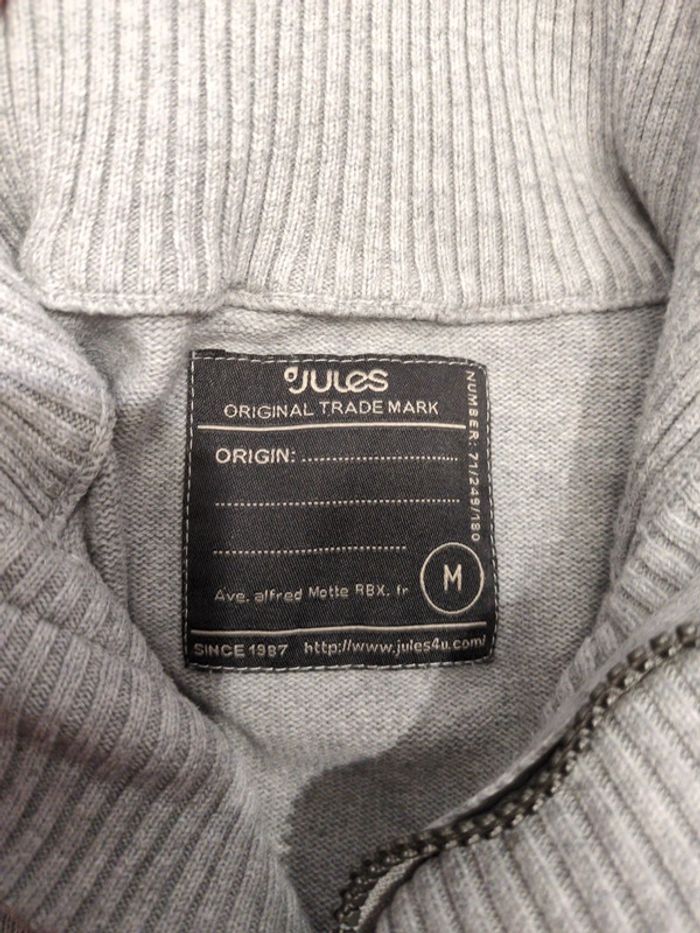 JULES
ORIGINAL TRADE MARK
ORIGIN: ................................
................................
................................
Ave. alfred Motte RBX. fr
M
SINCE 1987 http://www.jules4u.com/
NUMBER: 71/249/180